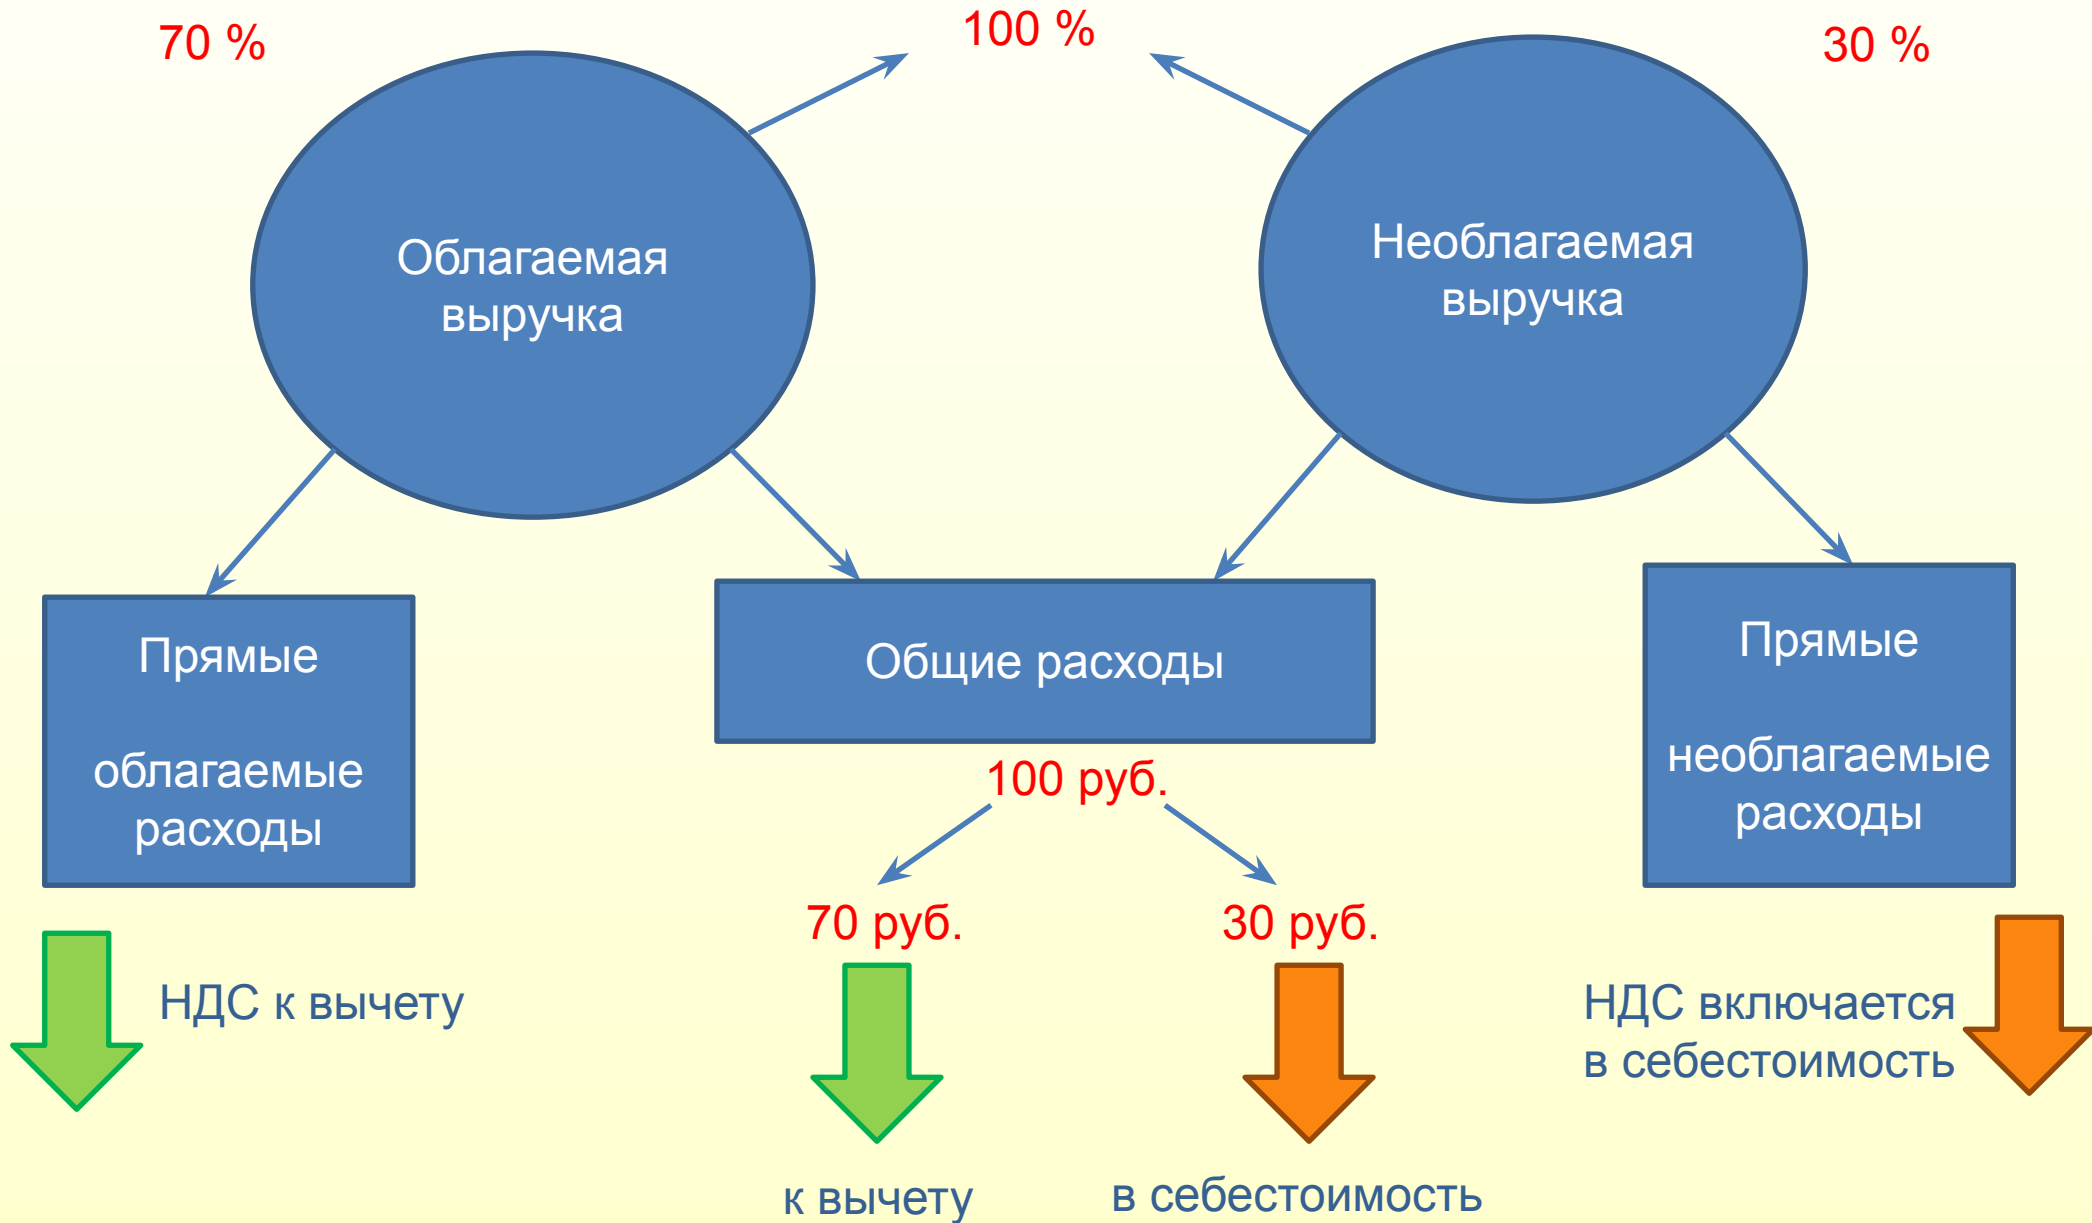 70 %
100 %
30 %
Облагаемая
выручка
Необлагаемая
выручка
Прямые
облагаемые
расходы
Общие расходы
Прямые
необлагаемые
расходы
100 руб.
70 руб.
30 руб.
НДС к вычету
НДС включается
в себестоимость
к вычету
в себестоимость